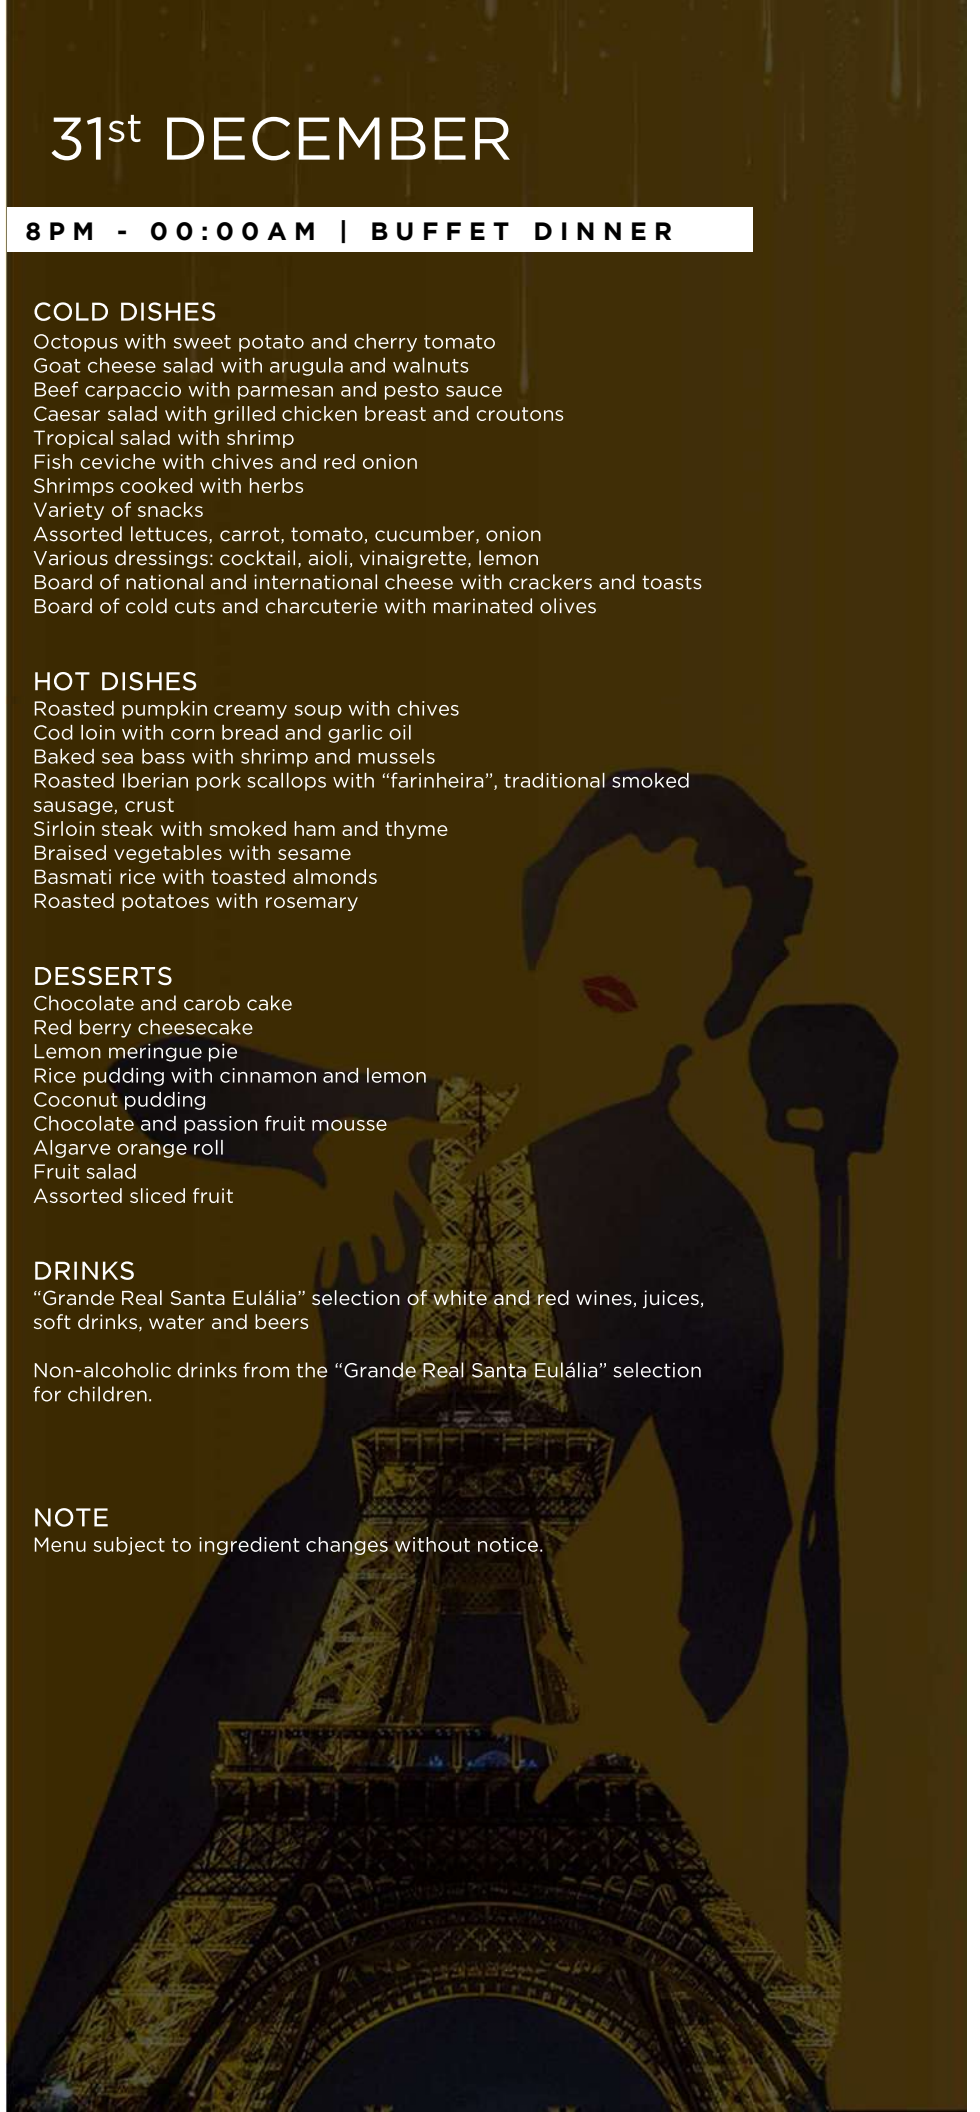 31st DECEMBER
8PM - 00:00AM | BUFFET DINNER
COLD DISHES
Octopus with sweet potato and cherry tomato
Goat cheese salad with arugula and walnuts
Beef carpaccio with parmesan and pesto sauce
Caesar salad with grilled chicken breast and croutons
Tropical salad with shrimp
Fish ceviche with chives and red onion
Shrimps cooked with herbs
Variety of snacks
Assorted lettuces, carrot, tomato, cucumber, onion
Various dressings: cocktail, aioli, vinaigrette, lemon
Board of national and international cheese with crackers and toasts
Board of cold cuts and charcuterie with marinated olives
HOT DISHES
Roasted pumpkin creamy soup with chives
Cod loin with corn bread and garlic oil
Baked sea bass with shrimp and mussels
Roasted Iberian pork scallops with “farinheira”, traditional smoked
sausage, crust
Sirloin steak with smoked ham and thyme
Braised vegetables with sesame
Basmati rice with toasted almonds
Roasted potatoes with rosemary
DESSERTS
Chocolate and carob cake
Red berry cheesecake
Lemon meringue pie
Rice pudding with cinnamon and lemon
Coconut pudding
Chocolate and passion fruit mousse
Algarve orange roll
Fruit salad
Assorted sliced fruit
DRINKS
“Grande Real Santa Eulália” selection of white and red wines, juices,
soft drinks, water and beers
Non-alcoholic drinks from the “Grande Real Santa Eulália” selection
for children.
NOTE
Menu subject to ingredient changes without notice.